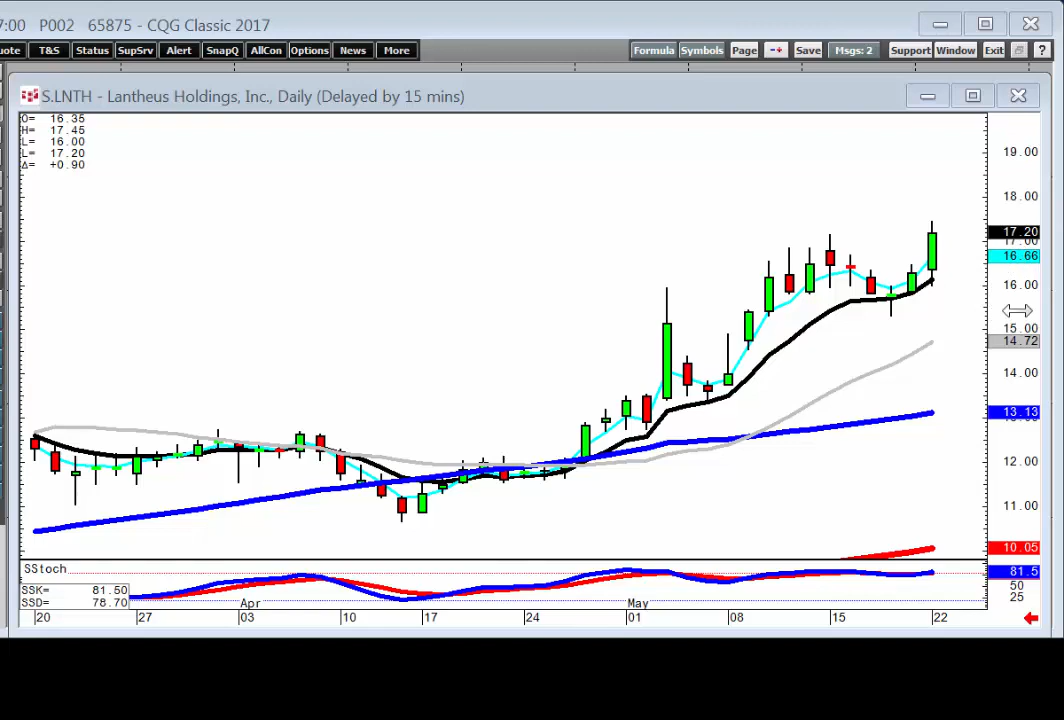 7:00 P002 65875 - CQG Classic 2017
uote T&S Status SupSrv Alert SnapQ AllCon Options News More Formula Symbols Page -+ Save Msgs: 2 Support Window Exit ?
S.LNTH - Lantheus Holdings, Inc., Daily (Delayed by 15 mins)
O= 16.35
H= 17.45
L= 16.00
L= 17.20
Δ= +0.90
19.00
18.00
17.20
17.00
16.66
16.00
15.00
14.72
14.00
13.13
12.00
11.00
10.05
SStoch
81.5
50
25
SSK= 81.50
SSD= 78.70
Apr May
20 27 03 10 17 24 01 08 15 22